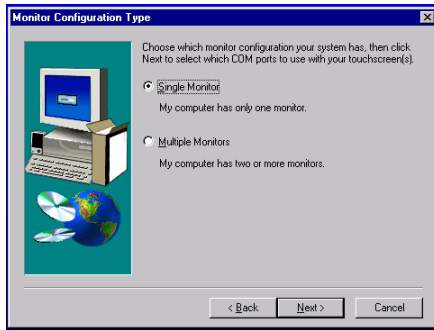 Monitor Configuration Type
Choose which monitor configuration your system has, then click
Next to select which COM ports to use with your touchscreen(s).
Single Monitor
My computer has only one monitor.
Multiple Monitors
My computer has two or more monitors.
< Back
Next >
Cancel